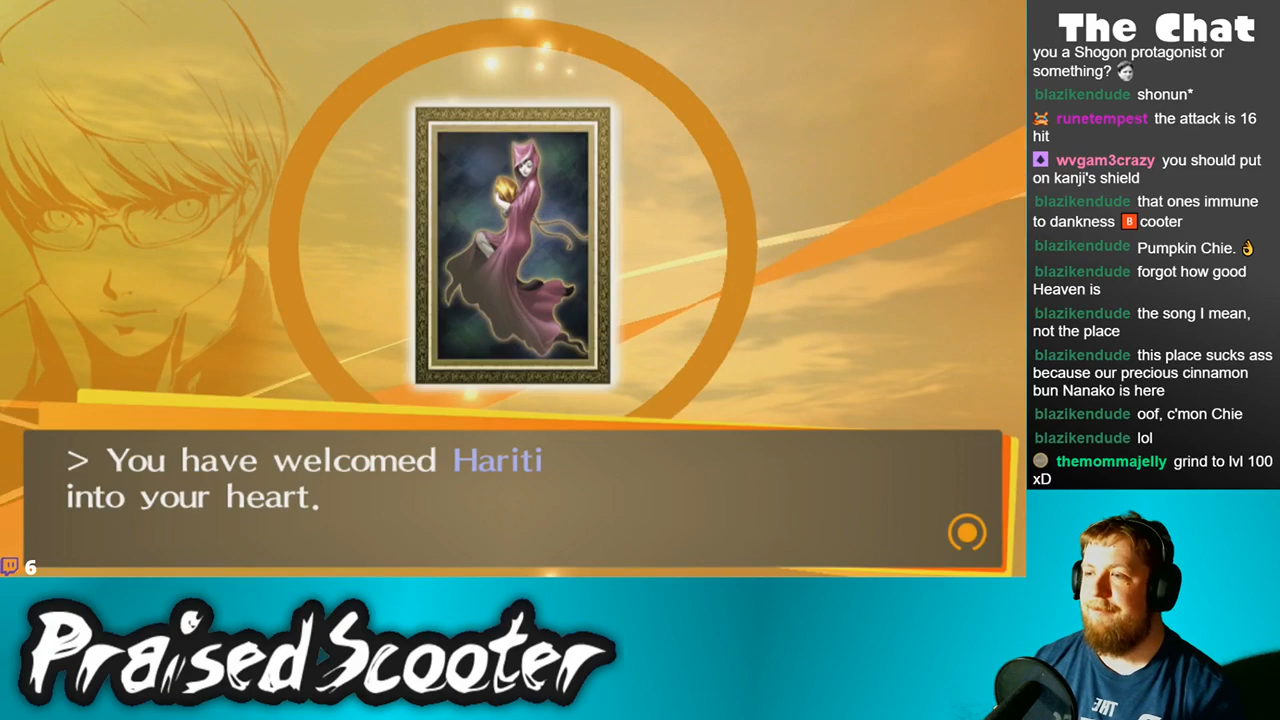 The Chat
you a Shogon protagonist or
something?
blazikendude shonun*
runetempest the attack is 16
hit
wvgam3crazy you should put
on kanji's shield
blazikendude that ones immune
to dankness B cooter
blazikendude Pumpkin Chie.
blazikendude forgot how good
Heaven is
blazikendude the song I mean,
not the place
blazikendude this place sucks ass
because our precious cinnamon
bun Nanako is here
blazikendude oof, c'mon Chie
blazikendude lol
themommajelly grind to lvl 100
xD
> You have welcomed Hariti
into your heart.
6
PraisedScooter
THE